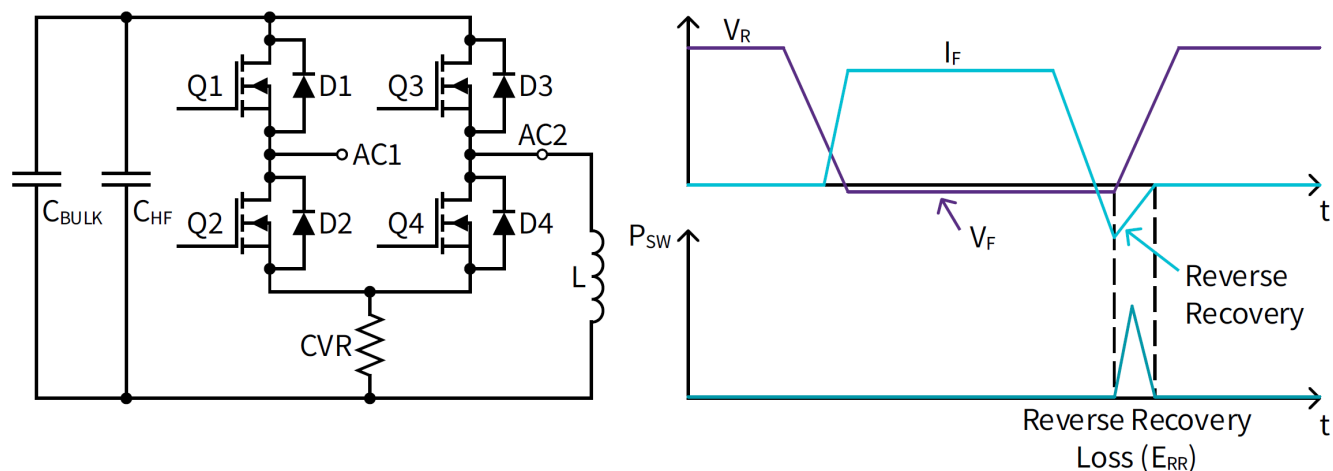 Q1
D1
Q3
D3
AC1
AC2
C_BULK
C_HF
Q2
D2
Q4
D4
L
CVR
V_R
I_F
t
V_F
P_SW
Reverse
Recovery
Reverse Recovery
Loss (E_RR)
t